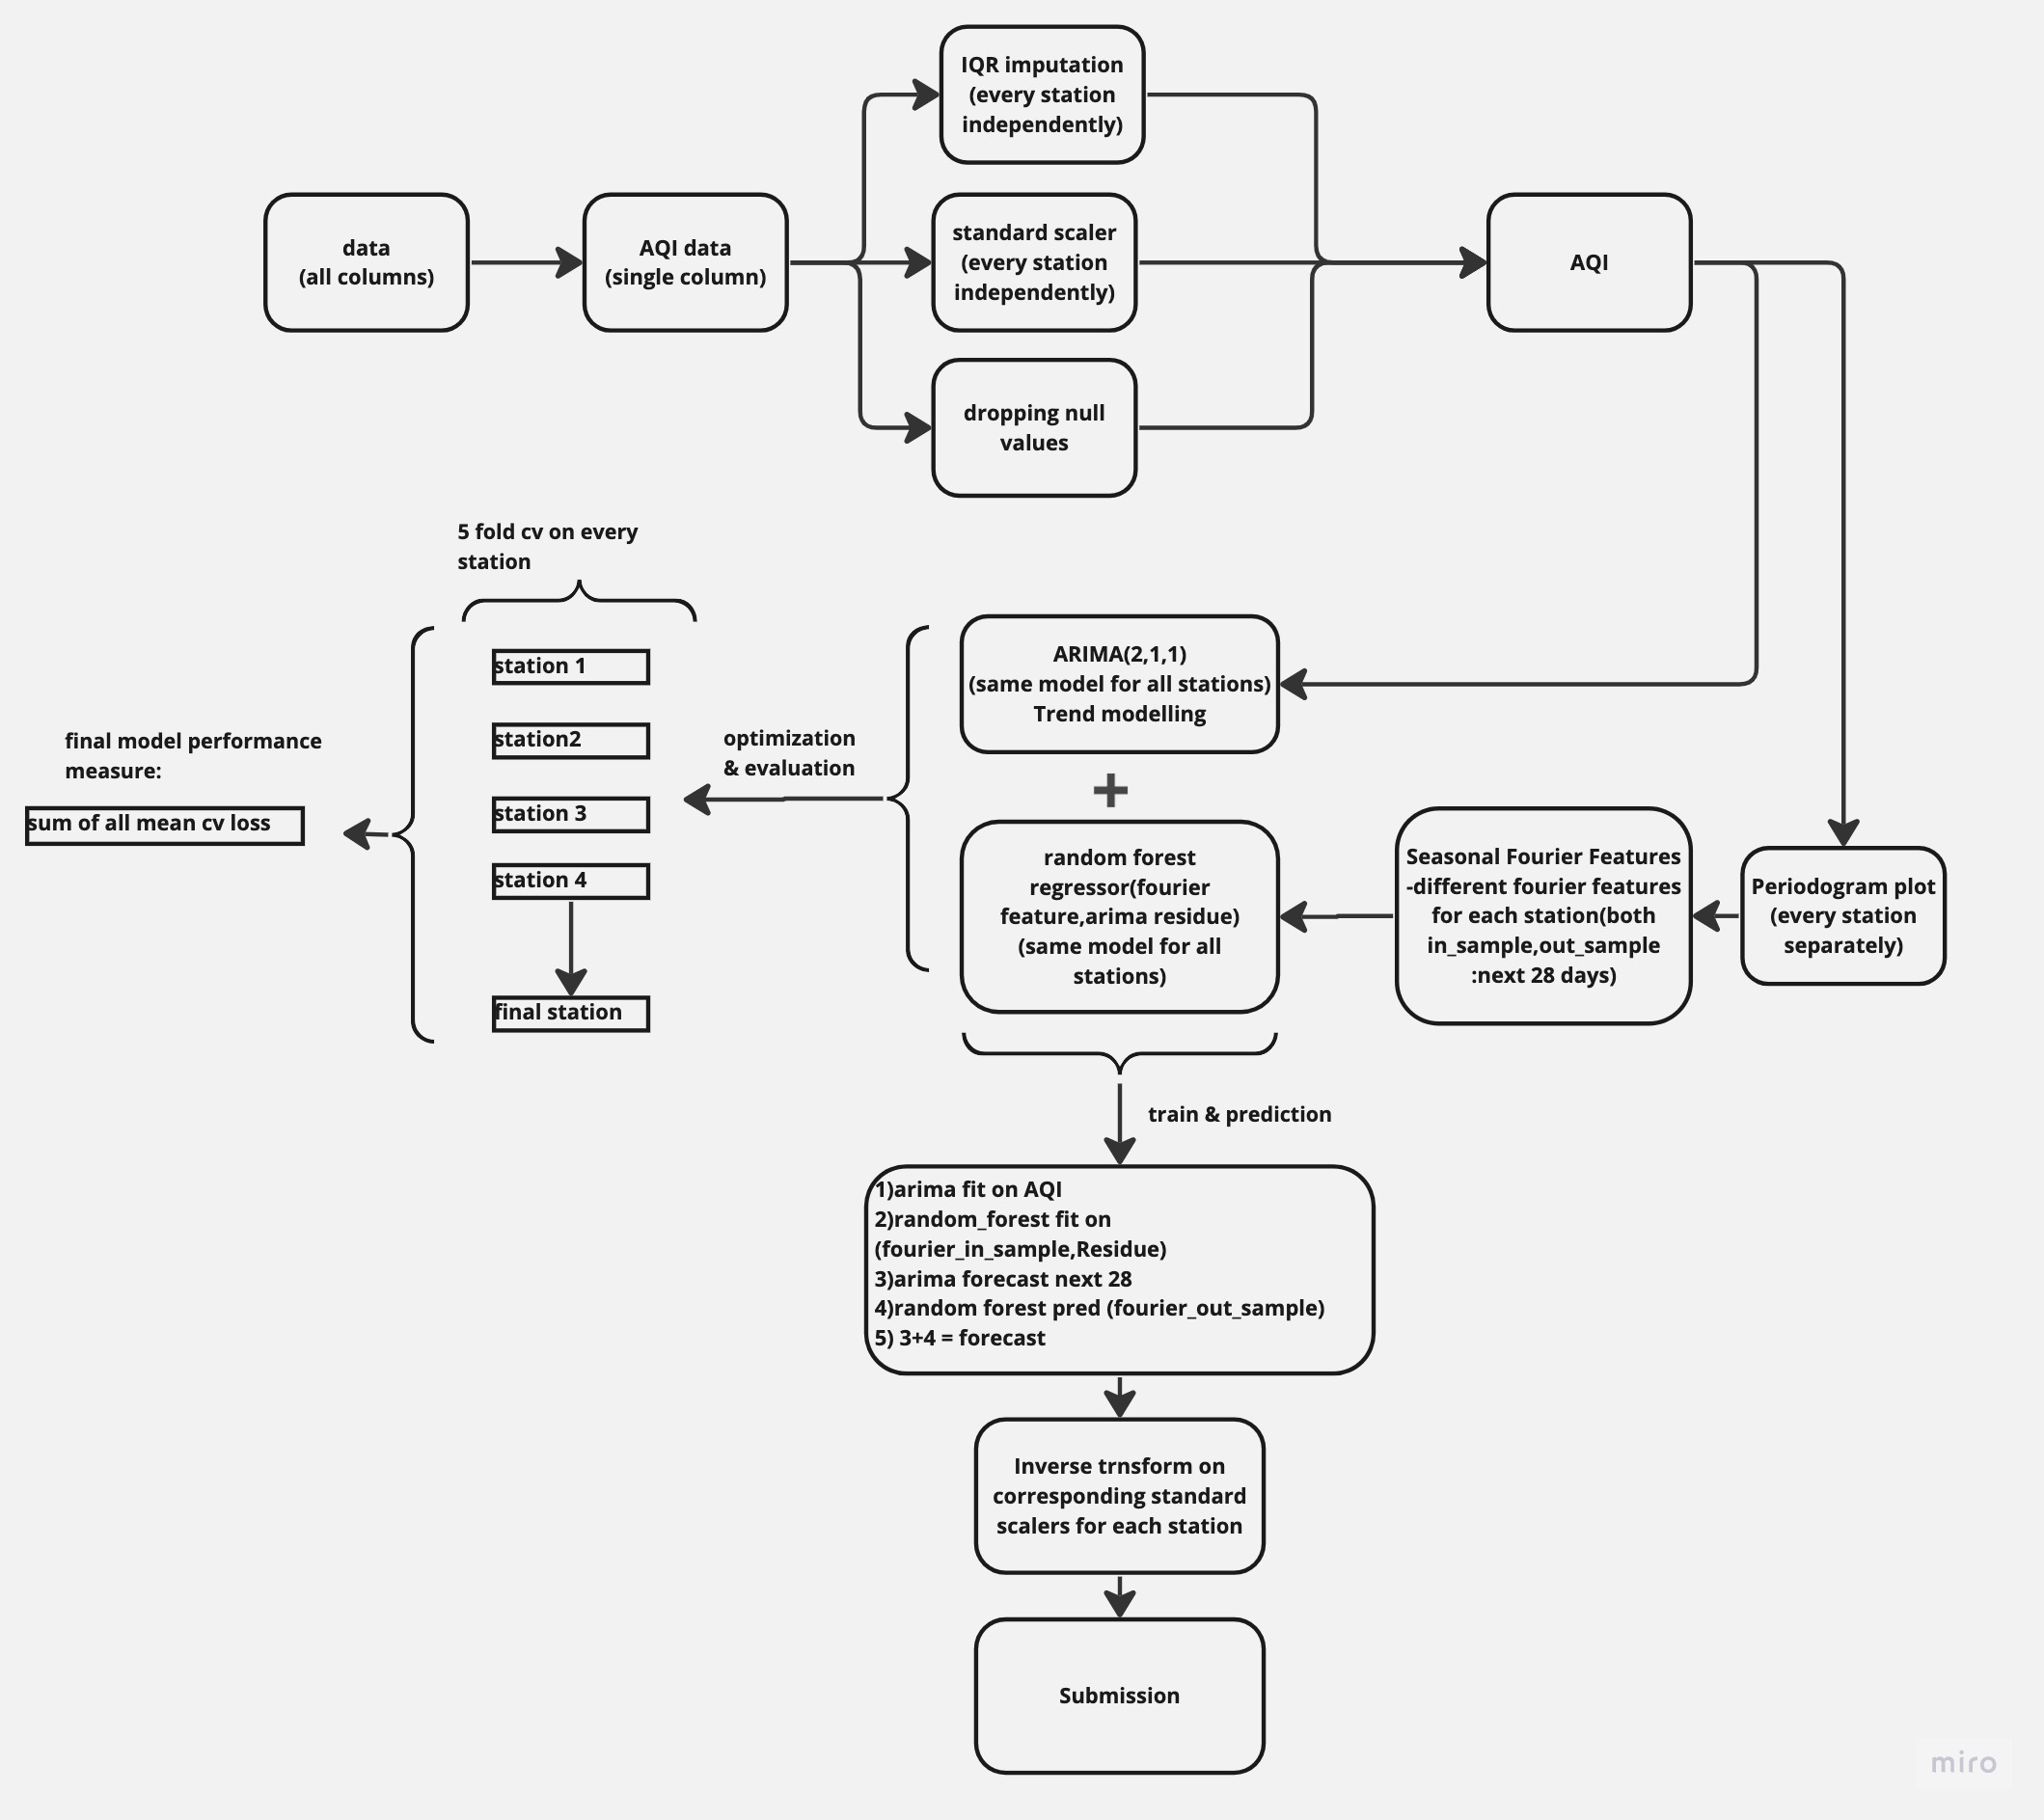 IQR imputation
(every station
independently)
data
(all columns)
AQI data
(single column)
standard scaler
(every station
independently)
AQI
dropping null
values
5 fold cv on every
station
station 1
station2
station 3
station 4
final station
final model performance
measure:
sum of all mean cv loss
optimization
& evaluation
ARIMA(2,1,1)
(same model for all stations)
Trend modelling
+
random forest
regressor(fourier
feature,arima residue)
(same model for all
stations)
Seasonal Fourier Features
-different fourier features
for each station(both
in_sample,out_sample
:next 28 days)
Periodogram plot
(every station
separately)
train & prediction
1)arima fit on AQI
2)random_forest fit on
(fourier_in_sample,Residue)
3)arima forecast next 28
4)random forest pred (fourier_out_sample)
5) 3+4 = forecast
Inverse trnsform on
corresponding standard
scalers for each station
Submission
miro